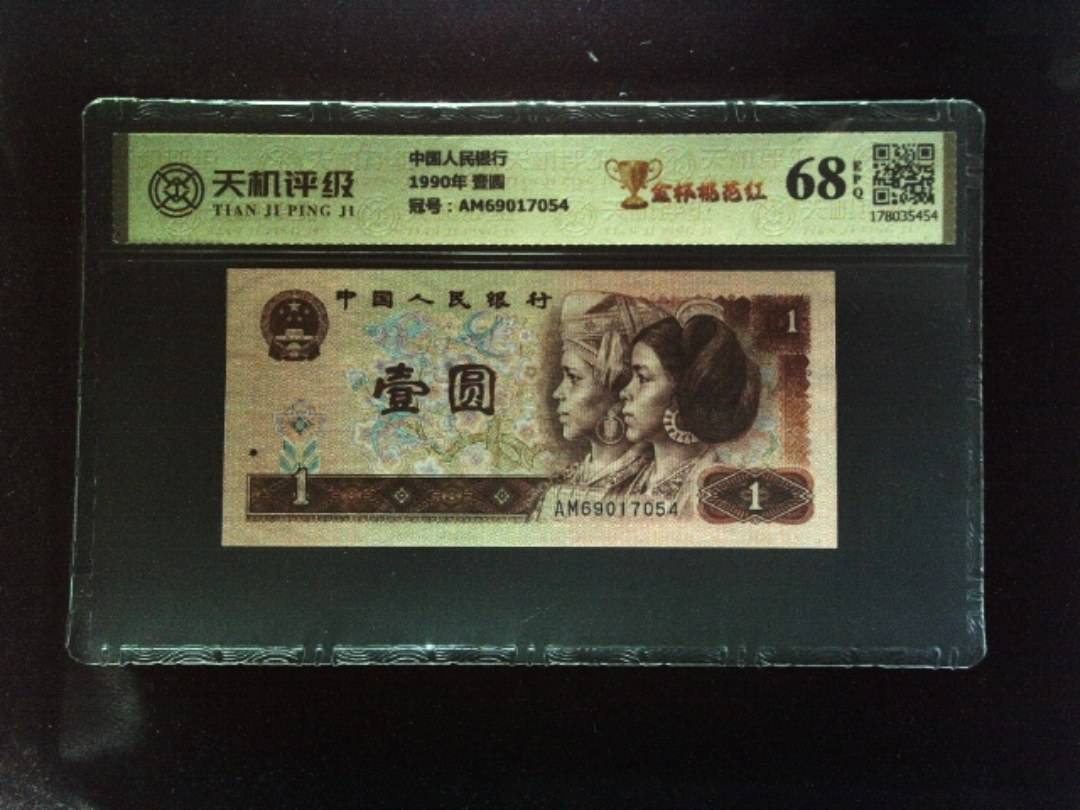 天机评级
TIAN JI PING JI
中国人民银行
1990年 壹圆
冠号：AM69017054
金杯桃花红
68
EPQ
178035454
中国人民银行
1
壹圆
1
AM69017054
1